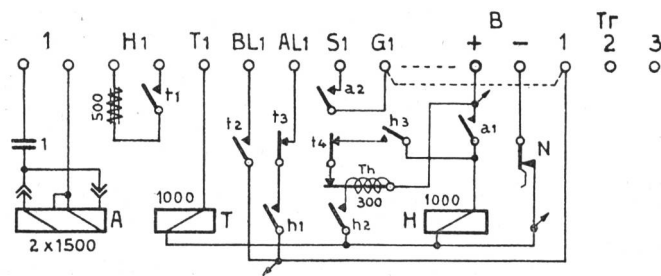 B Tr
1 H1 T1 BL1 AL1 S1 G1 + − 1 2 3
500 t1 a2
1 t2 t3 t4 h3 a1 N
Th
300
1000 1000
A T h1 h2 H
2 x 1500